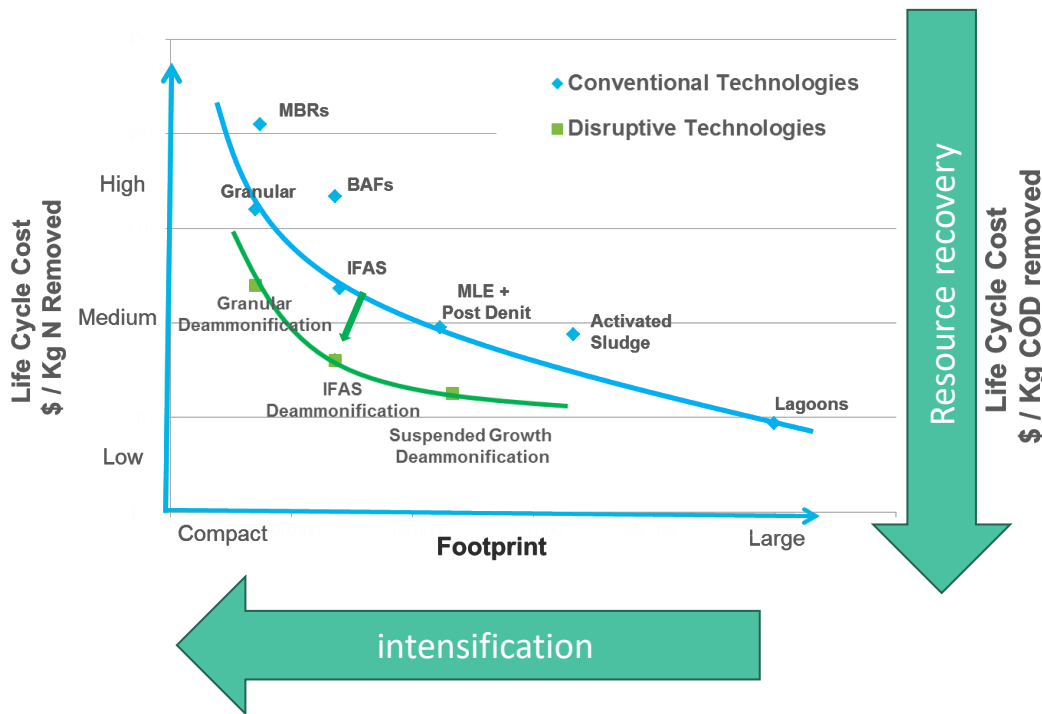 Conventional Technologies
Disruptive Technologies
MBRs
High
Granular
BAFs
IFAS
MLE +
Post Denit
Activated
Sludge
Medium
Granular
Deammonification
IFAS
Deammonification
Suspended Growth
Deammonification
Lagoons
Low
Compact
Large
Footprint
Life Cycle Cost
$ / Kg N Removed
Resource recovery
Life Cycle Cost
$ / Kg COD removed
intensification